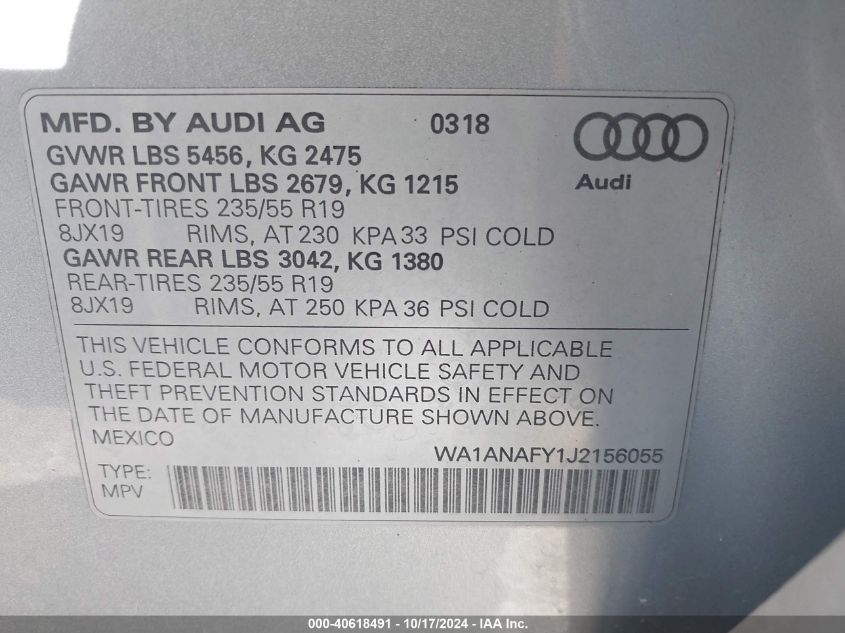 MFD. BY AUDI AG 0318
GVWR LBS 5456, KG 2475
GAWR FRONT LBS 2679, KG 1215
Audi
FRONT-TIRES 235/55 R19
8JX19 RIMS, AT 230 KPA 33 PSI COLD
GAWR REAR LBS 3042, KG 1380
REAR-TIRES 235/55 R19
8JX19 RIMS, AT 250 KPA 36 PSI COLD
THIS VEHICLE CONFORMS TO ALL APPLICABLE
U.S. FEDERAL MOTOR VEHICLE SAFETY AND
THEFT PREVENTION STANDARDS IN EFFECT ON
THE DATE OF MANUFACTURE SHOWN ABOVE.
MEXICO
WA1ANAFY1J2156055
TYPE:
MPV
000-40618491 - 10/17/2024 - IAA Inc.